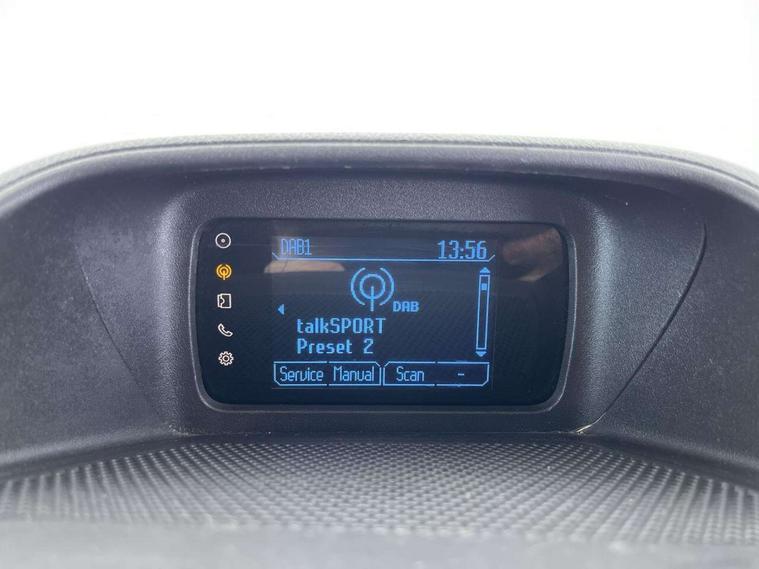 DAB1 13:56
DAB
talkSPORT
Preset 2
Service Manual Scan -